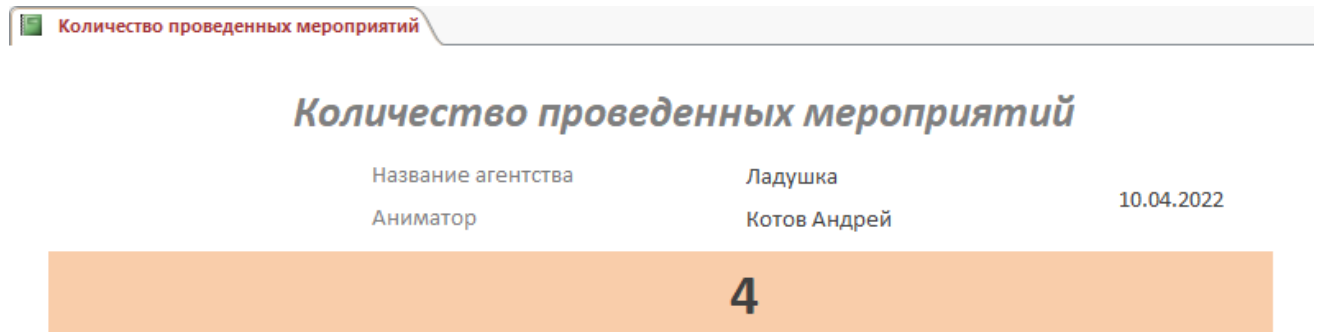 Количество проведенных мероприятий
Количество проведенных мероприятий
Название агентства Ладушка
10.04.2022
Аниматор Котов Андрей
4